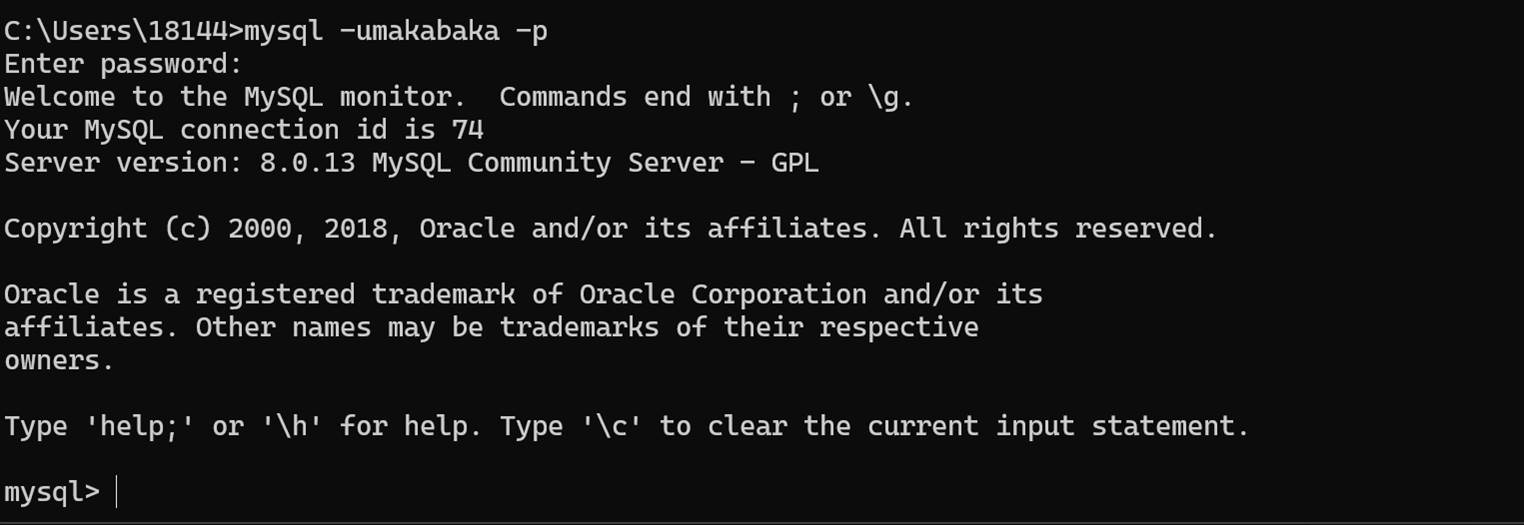 C:\Users\18144>mysql -umakabaka -p
Enter password:
Welcome to the MySQL monitor.  Commands end with ; or \g.
Your MySQL connection id is 74
Server version: 8.0.13 MySQL Community Server - GPL
Copyright (c) 2000, 2018, Oracle and/or its affiliates. All rights reserved.
Oracle is a registered trademark of Oracle Corporation and/or its
affiliates. Other names may be trademarks of their respective
owners.
Type 'help;' or '\h' for help. Type '\c' to clear the current input statement.
mysql>